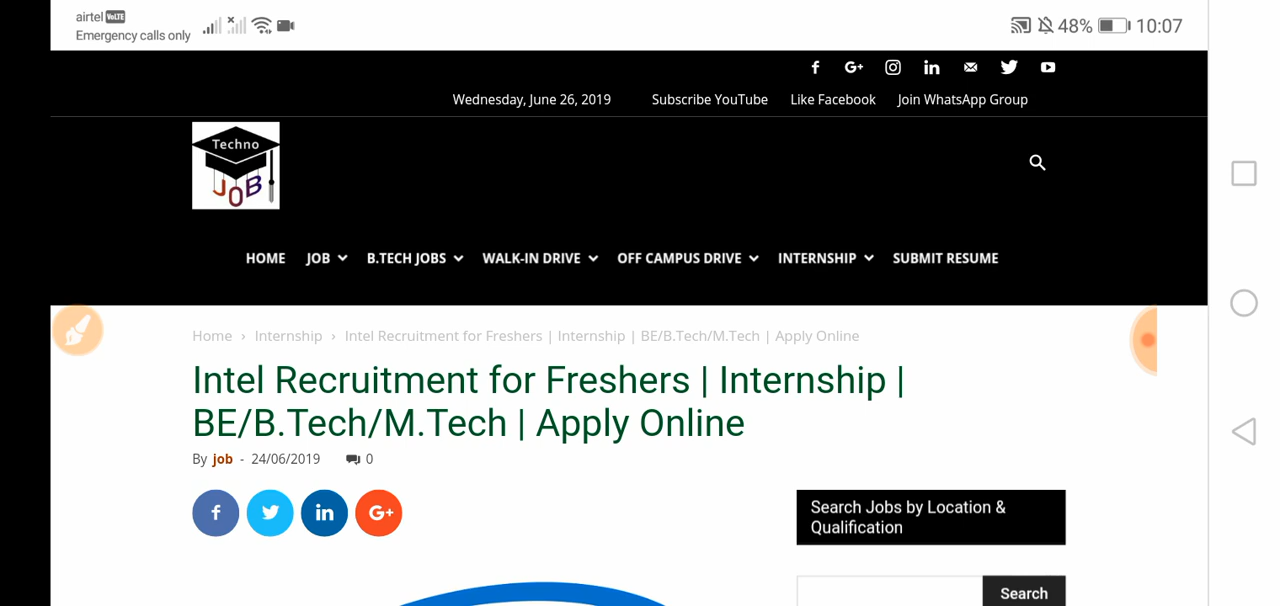 airtel VoLTE
Emergency calls only
48% 10:07
Wednesday, June 26, 2019 Subscribe YouTube Like Facebook Join WhatsApp Group
Techno
JOB
HOME JOB B.TECH JOBS WALK-IN DRIVE OFF CAMPUS DRIVE INTERNSHIP SUBMIT RESUME
Home › Internship › Intel Recruitment for Freshers | Internship | BE/B.Tech/M.Tech | Apply Online
Intel Recruitment for Freshers | Internship |
BE/B.Tech/M.Tech | Apply Online
By job - 24/06/2019 0
Search Jobs by Location &
Qualification
Search